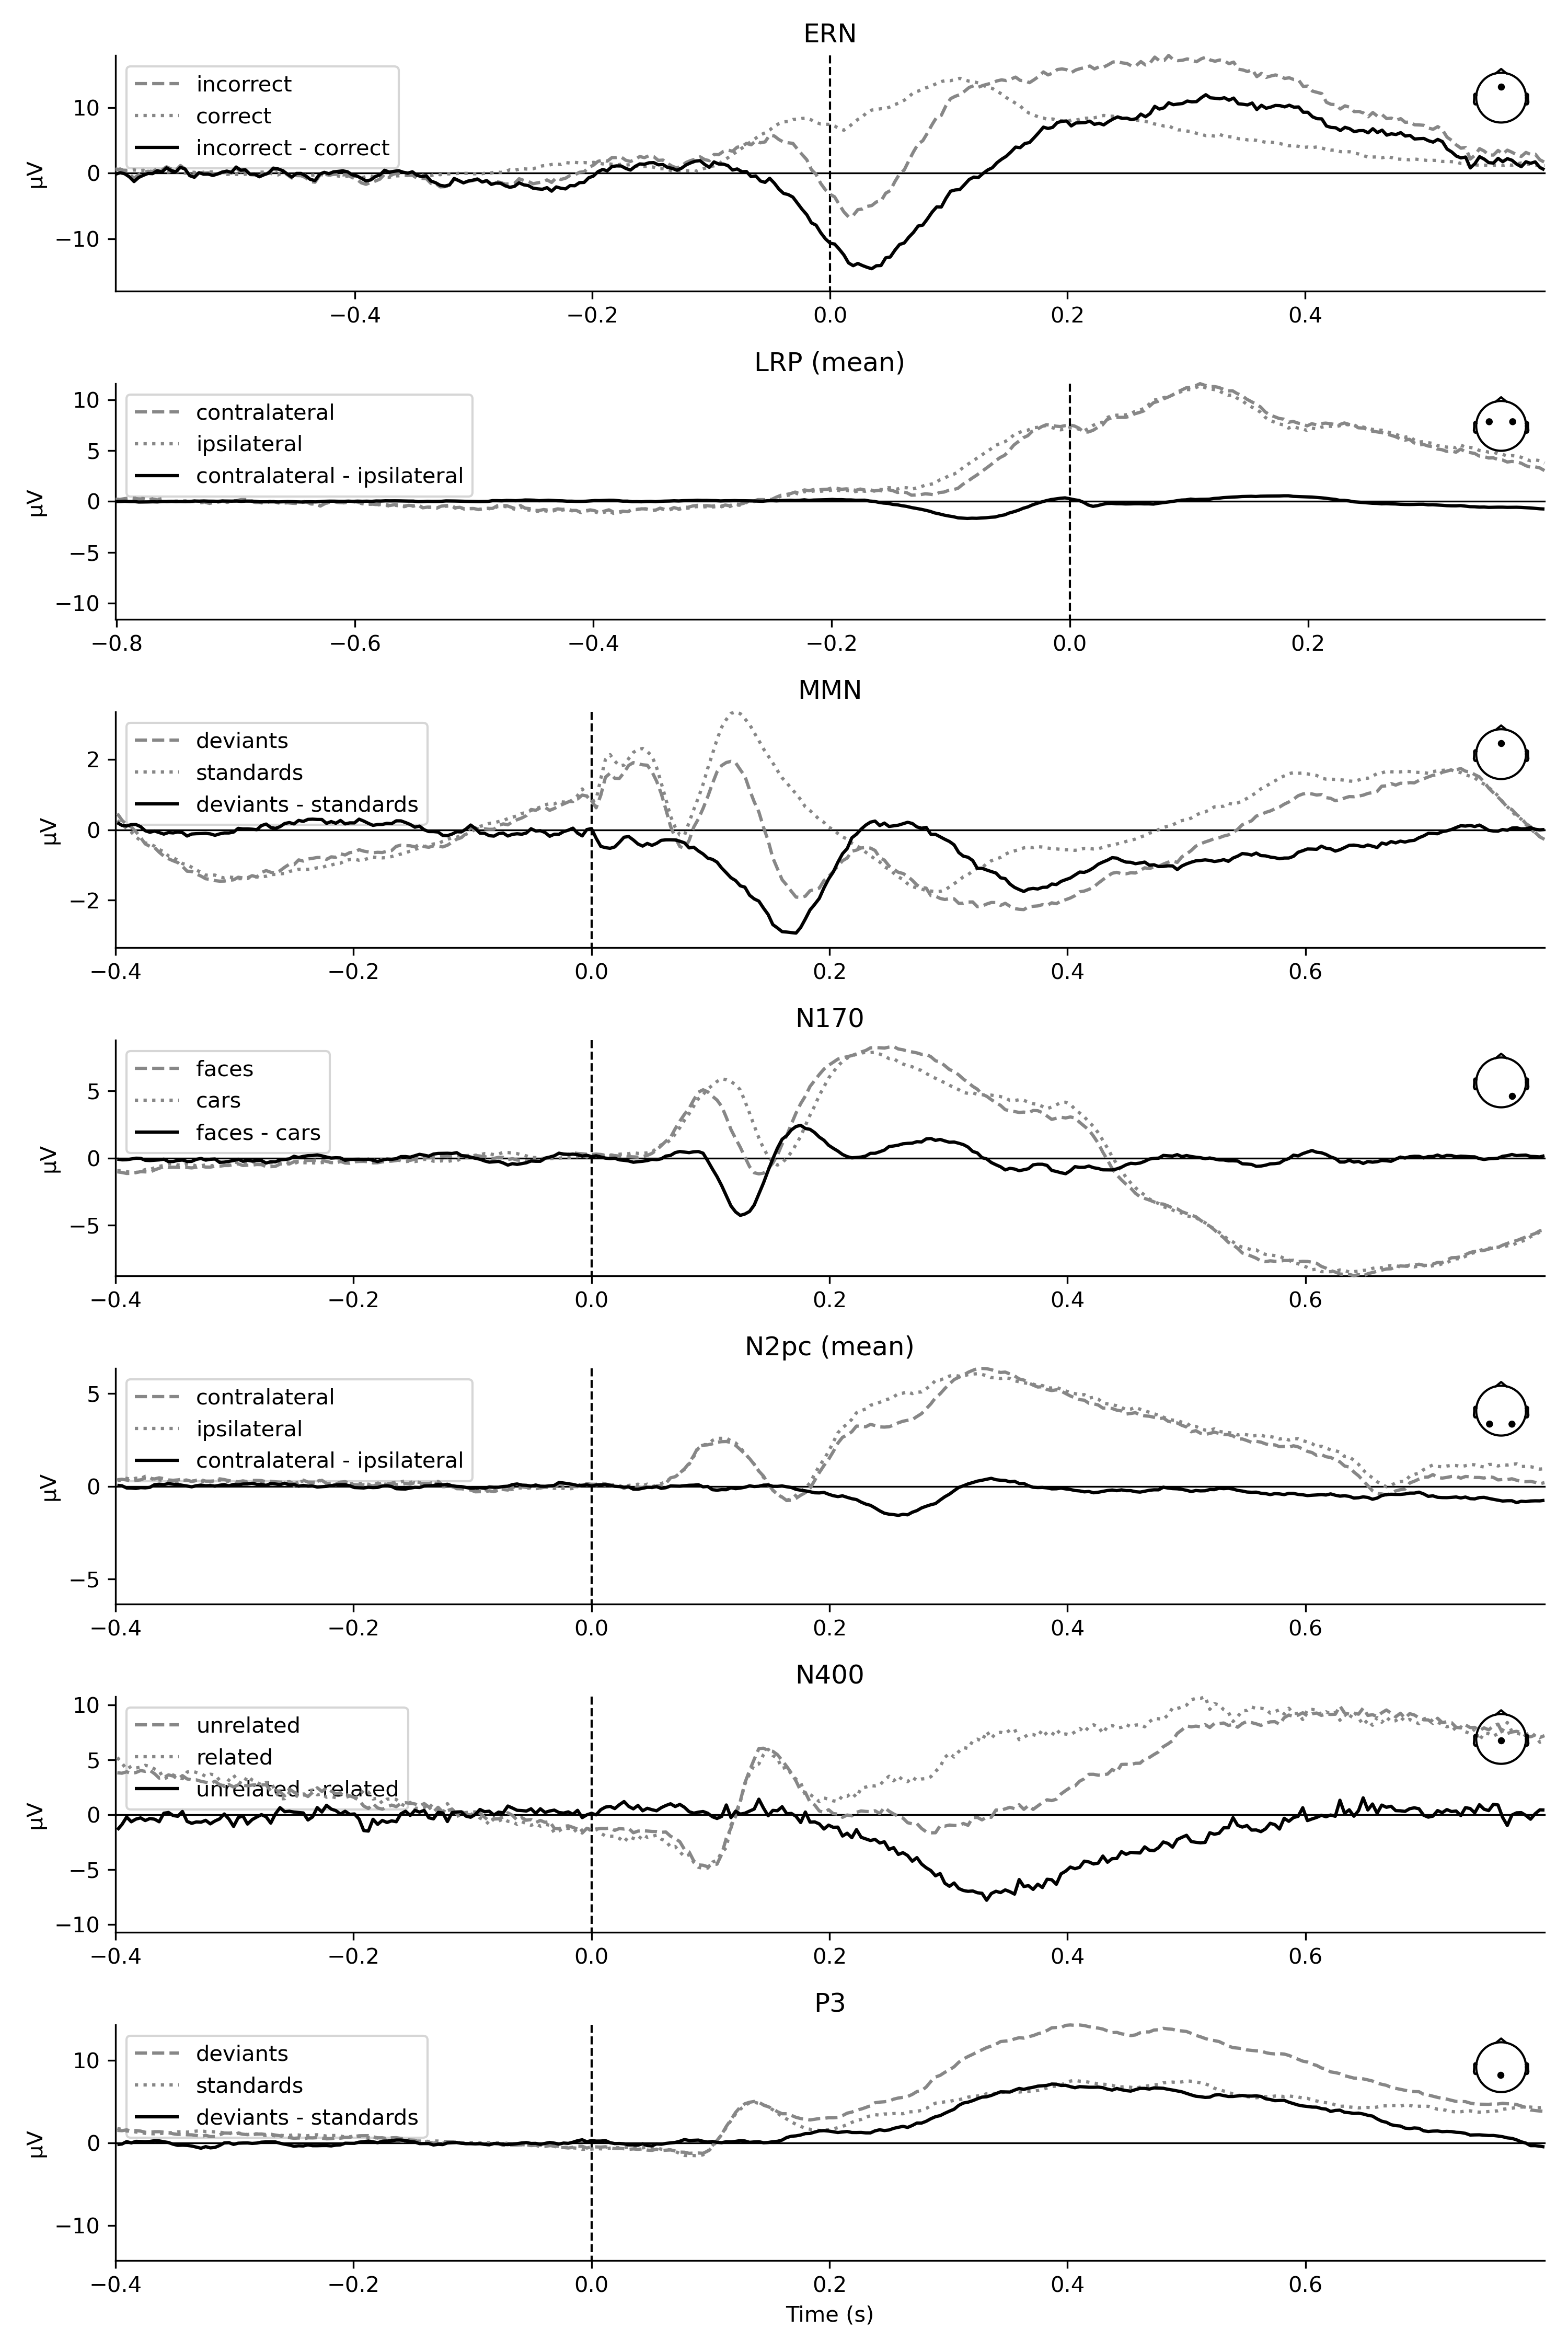 ERN
incorrect
correct
incorrect - correct
μV
10
0
−10
−0.4 −0.2 0.0 0.2 0.4
LRP (mean)
contralateral
ipsilateral
contralateral - ipsilateral
μV
10
5
0
−5
−10
−0.8 −0.6 −0.4 −0.2 0.0 0.2
MMN
deviants
standards
deviants - standards
μV
2
0
−2
−0.4 −0.2 0.0 0.2 0.4 0.6
N170
faces
cars
faces - cars
μV
5
0
−5
−0.4 −0.2 0.0 0.2 0.4 0.6
N2pc (mean)
contralateral
ipsilateral
contralateral - ipsilateral
μV
5
0
−5
−0.4 −0.2 0.0 0.2 0.4 0.6
N400
unrelated
related
unrelated - related
μV
10
5
0
−5
−10
−0.4 −0.2 0.0 0.2 0.4 0.6
P3
deviants
standards
deviants - standards
μV
10
0
−10
−0.4 −0.2 0.0 0.2 0.4 0.6
Time (s)